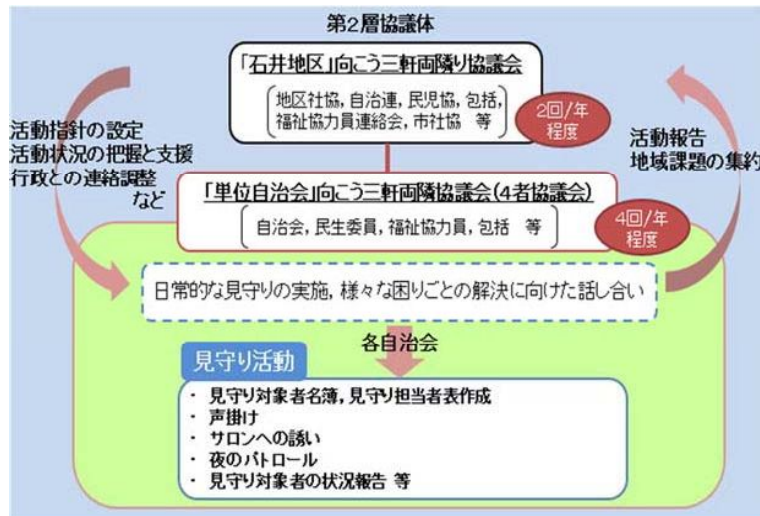 第2層協議体
「石井地区」向こう三軒両隣り協議会
地区社協，自治連，民児協，包括，
福祉協力員連絡会，市社協　等
2回/年
程度
活動指針の設定
活動状況の把握と支援
行政との連絡調整
など
活動報告
地域課題の集約
「単位自治会」向こう三軒両隣協議会(4者協議会)
自治会，民生委員，福祉協力員，包括　等
4回/年
程度
日常的な見守りの実施，様々な困りごとの解決に向けた話し合い
各自治会
見守り活動
・ 見守り対象者名簿，見守り担当者表作成
・ 声掛け
・ サロンへの誘い
・ 夜のパトロール
・ 見守り対象者の状況報告 等